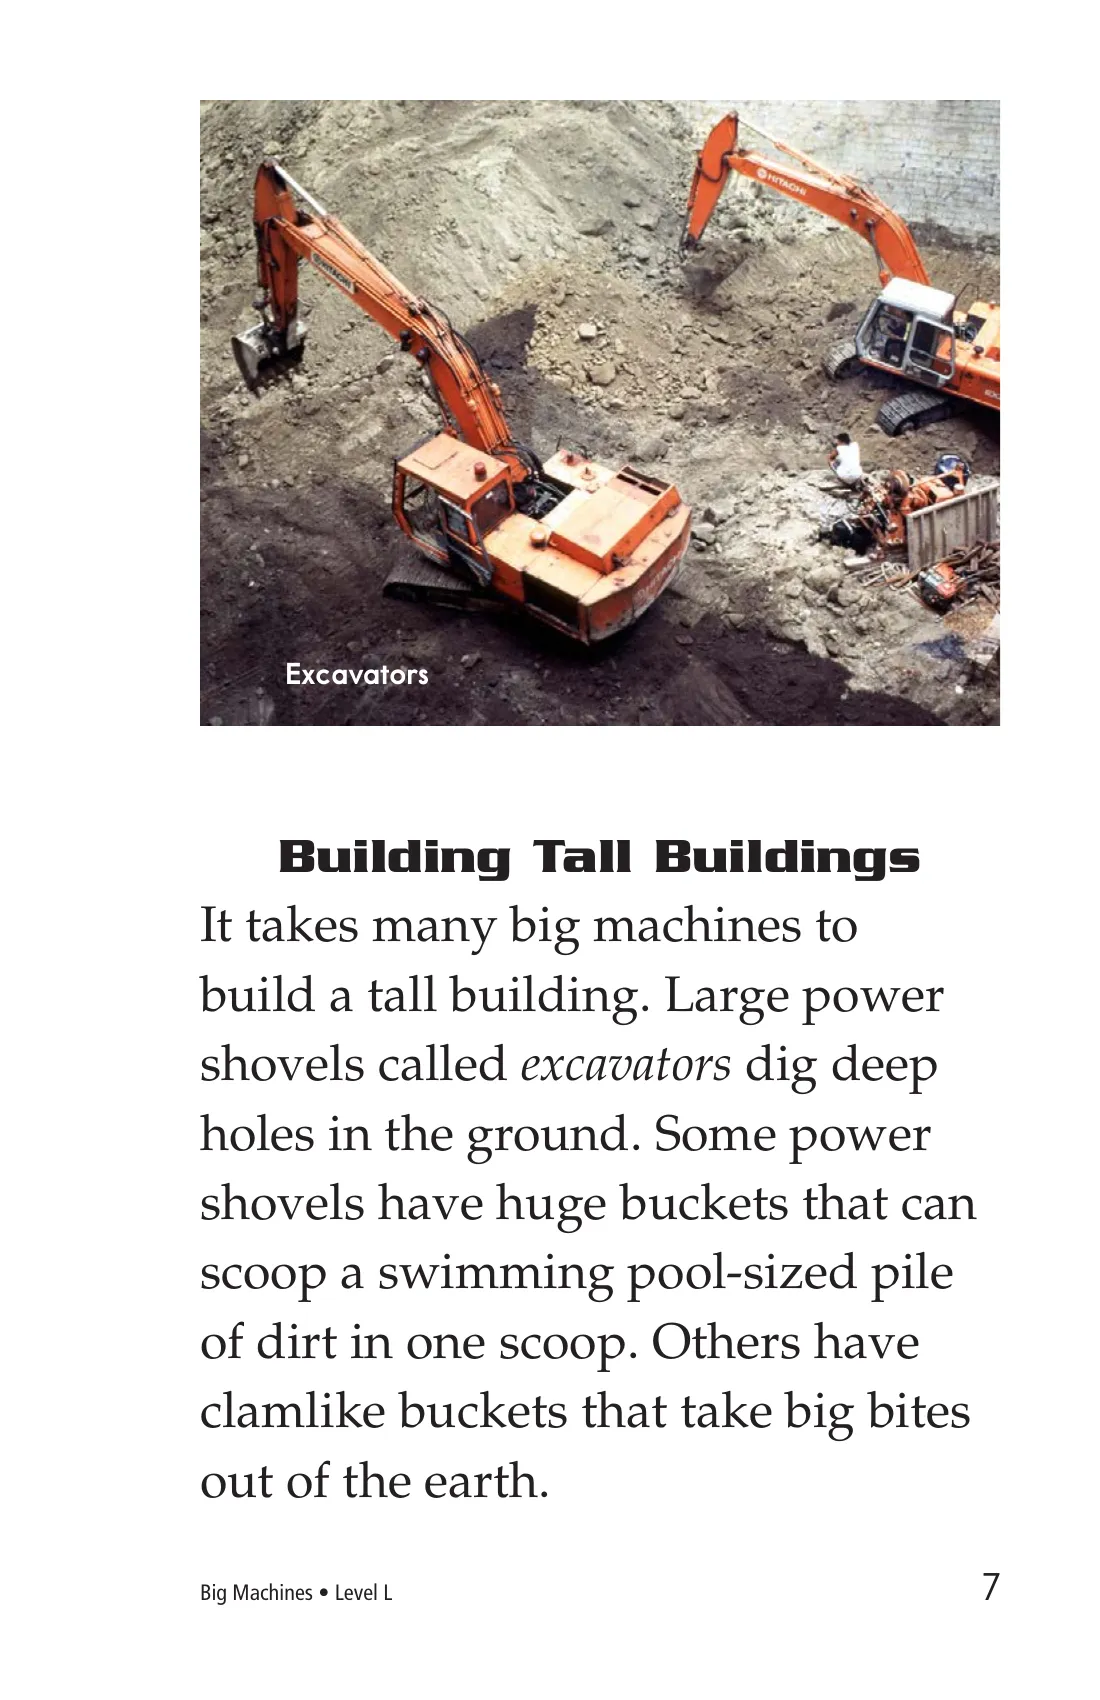 HITACHI
HITACHI
EX
Excavators
Building Tall Buildings
It takes many big machines to
build a tall building. Large power
shovels called excavators dig deep
holes in the ground. Some power
shovels have huge buckets that can
scoop a swimming pool-sized pile
of dirt in one scoop. Others have
clamlike buckets that take big bites
out of the earth.
Big Machines • Level L
7